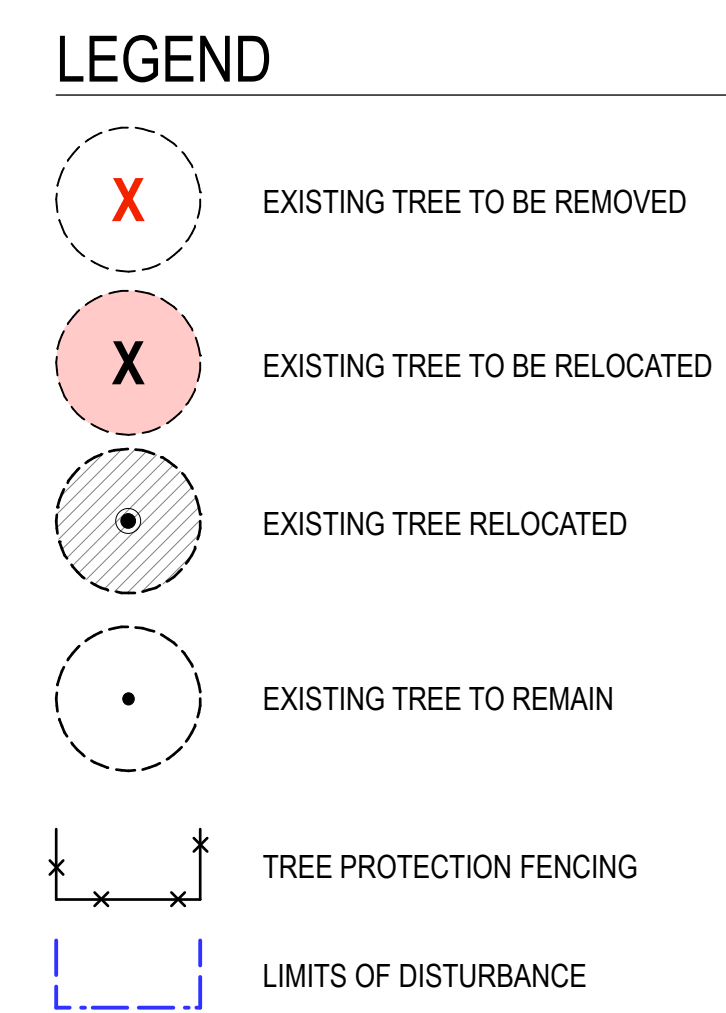 LEGEND
X EXISTING TREE TO BE REMOVED
X EXISTING TREE TO BE RELOCATED
EXISTING TREE RELOCATED
EXISTING TREE TO REMAIN
TREE PROTECTION FENCING
LIMITS OF DISTURBANCE